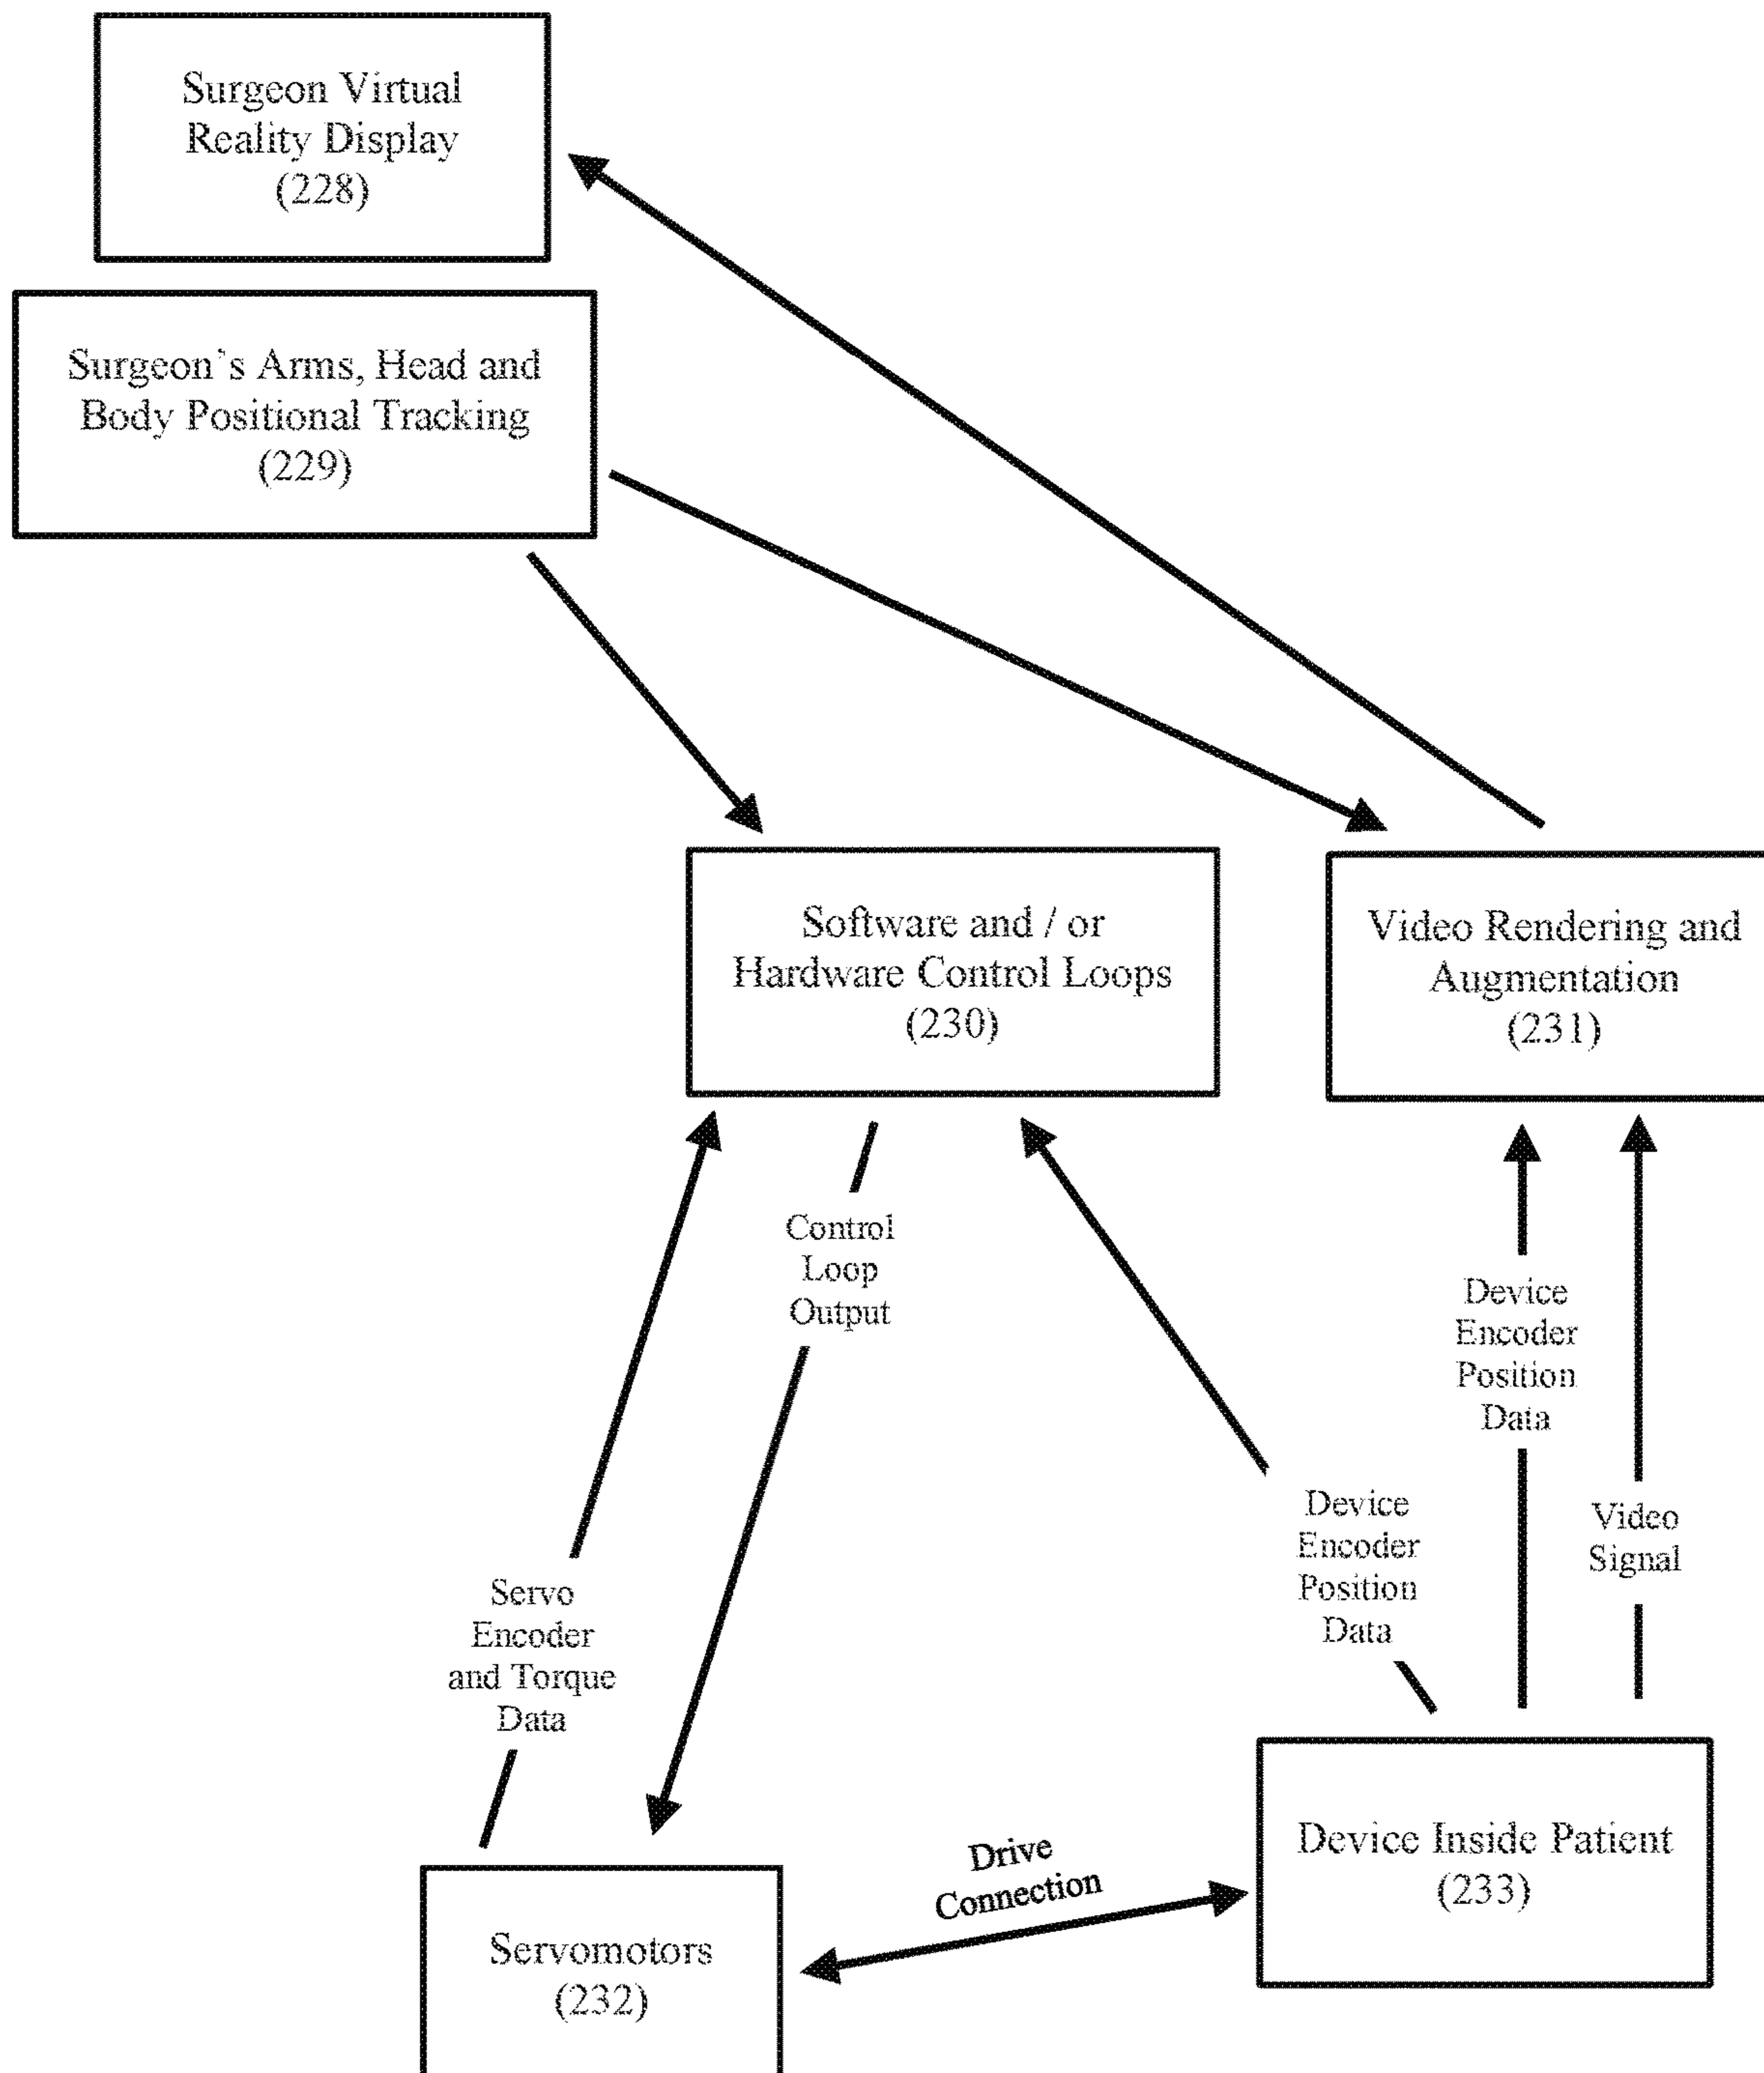 Surgeon Virtual
Reality Display
(228)
Surgeon's Arms, Head and
Body Positional Tracking
(229)
Software and / or
Hardware Control Loops
(230)
Video Rendering and
Augmentation
(231)
Control
Loop
Output
Device
Encoder
Position
Data
Device
Encoder
Position
Data
Video
Signal
Servo
Encoder
and Torque
Data
Drive
Connection
Device Inside Patient
(233)
Servomotors
(232)